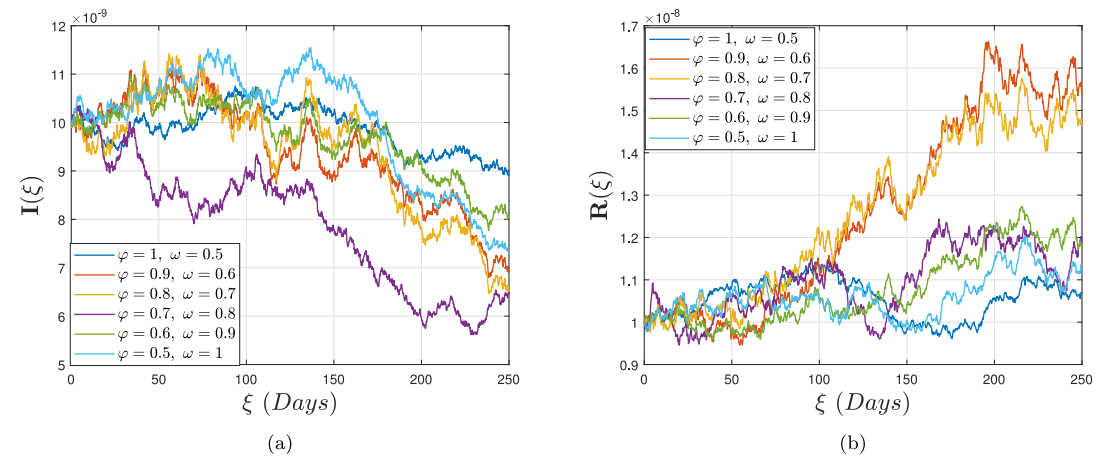 ×10⁻⁹
12
11
10
9
8
7
6
5
I(ξ)
φ = 1, ω = 0.5
φ = 0.9, ω = 0.6
φ = 0.8, ω = 0.7
φ = 0.7, ω = 0.8
φ = 0.6, ω = 0.9
φ = 0.5, ω = 1
0 50 100 150 200 250
ξ (Days)
(a)
×10⁻⁸
1.7
1.6
1.5
1.4
1.3
1.2
1.1
1
0.9
R(ξ)
φ = 1, ω = 0.5
φ = 0.9, ω = 0.6
φ = 0.8, ω = 0.7
φ = 0.7, ω = 0.8
φ = 0.6, ω = 0.9
φ = 0.5, ω = 1
0 50 100 150 200 250
ξ (Days)
(b)